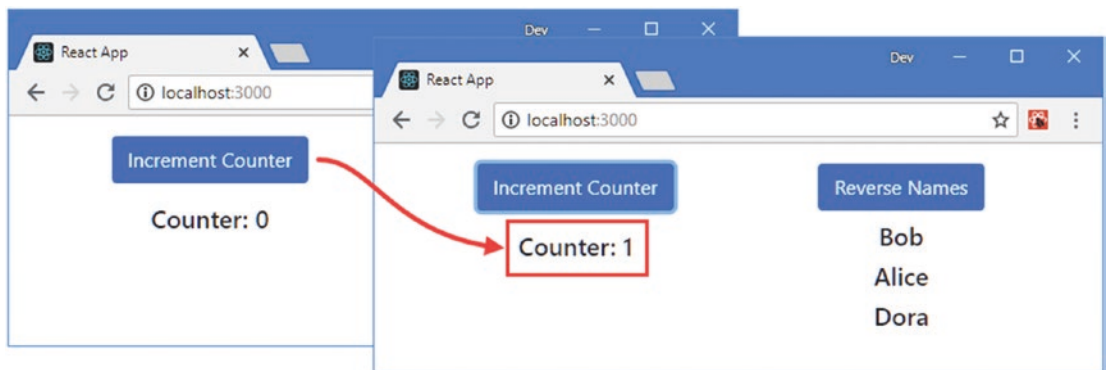 Dev
React App
localhost:3000
Increment Counter
Counter: 0
Dev
React App
localhost:3000
Increment Counter
Reverse Names
Counter: 1
Bob
Alice
Dora